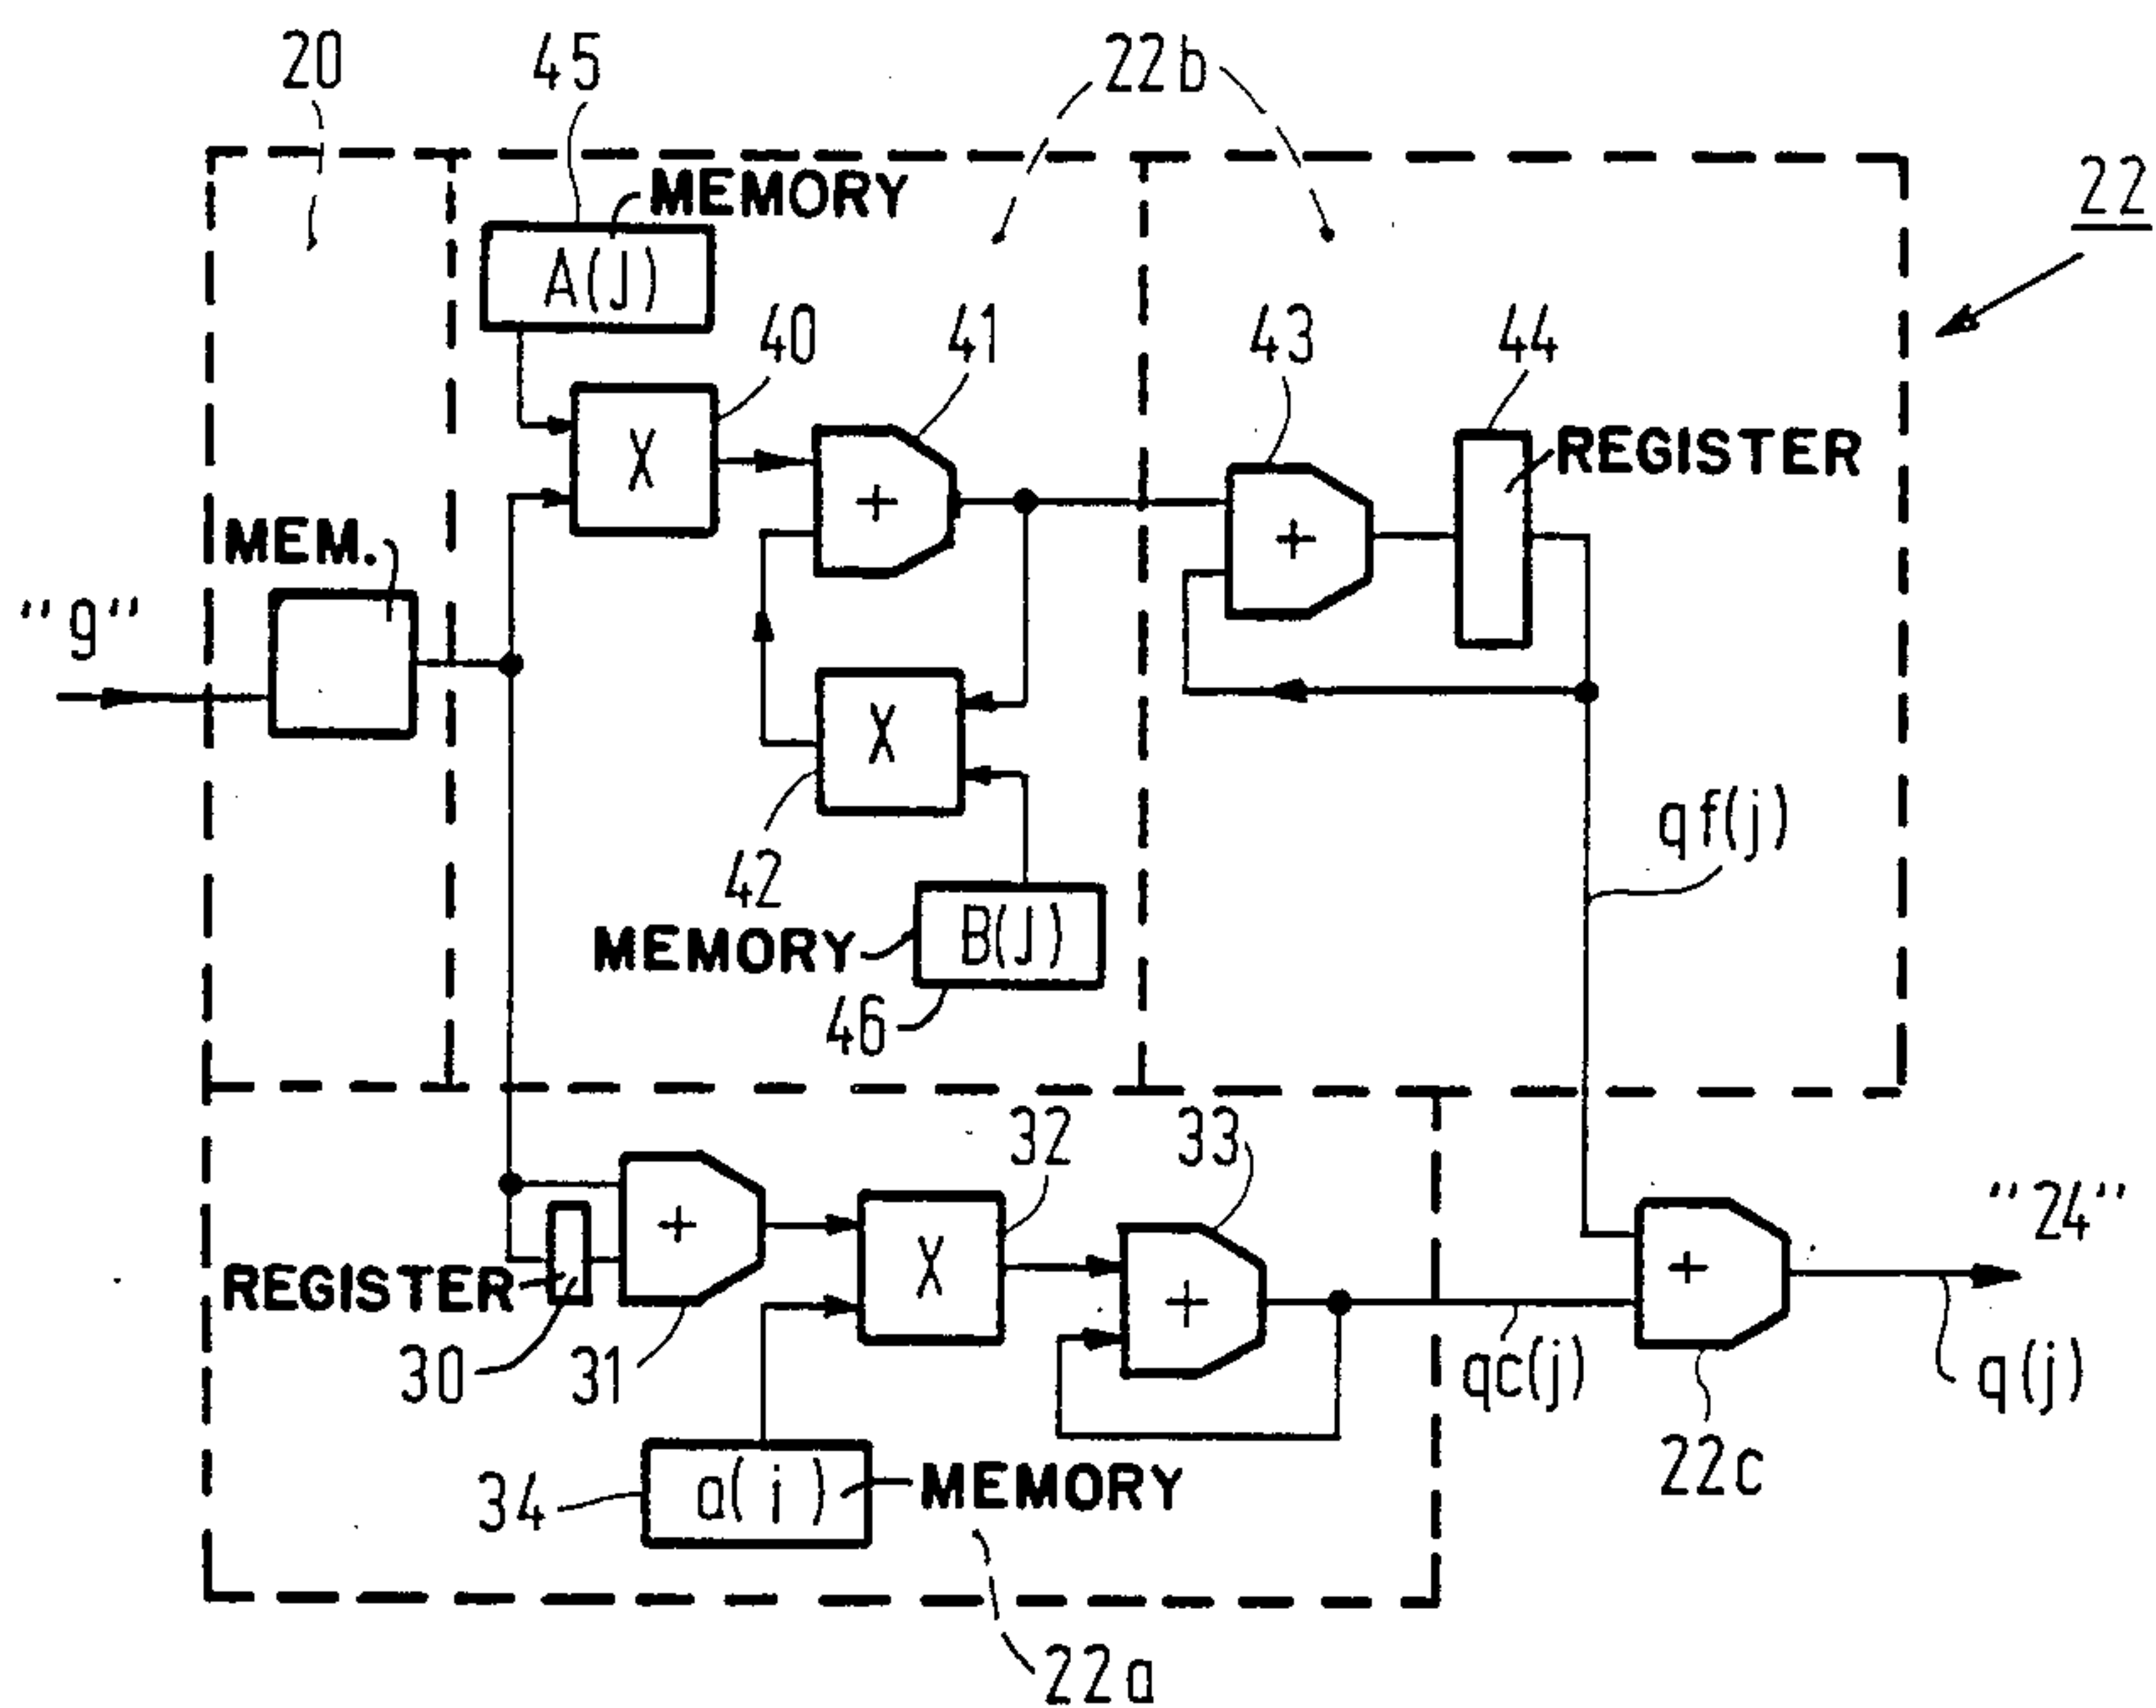 20
45
22b
22
MEMORY
A(J)
40
41
43
44
X
+
REGISTER
+
MEM.
"9"
X
qf(j)
42
B(J)
MEMORY
46
32
33
"24"
+
X
+
+
REGISTER
30
31
qc(j)
q(j)
22c
34
a(i)
MEMORY
22a